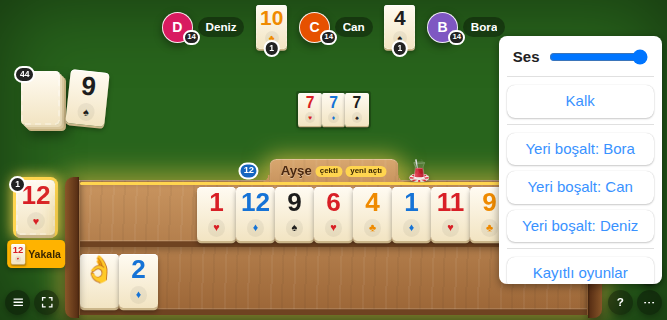 D 14 Deniz
10 1
C 14 Can
4 1
B 14 Bora
44
9
7 7 7
Ses
Kalk
Yeri boşalt: Bora
Yeri boşalt: Can
Yeri boşalt: Deniz
Kayıtlı oyunlar
12 Ayşe çekti yeni açtı
1 12
12 Yakala
1 12 9 6 4 1 11 9
2
?